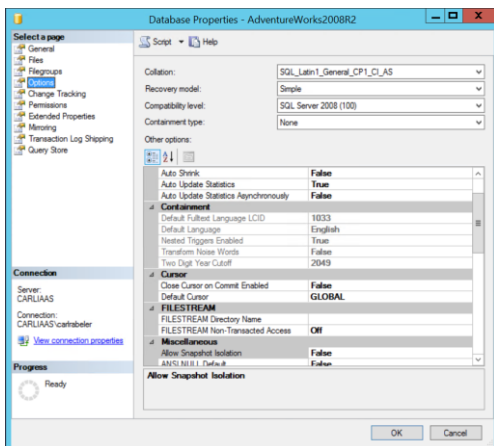 Database Properties - AdventureWorks2008R2
Select a page
General
Files
Filegroups
Options
Change Tracking
Permissions
Extended Properties
Mirroring
Transaction Log Shipping
Query Store
Script Help
Collation: SQL_Latin1_General_CP1_CI_AS
Recovery model: Simple
Compatibility level: SQL Server 2008 (100)
Containment type: None
Other options:
Auto Shrink False
Auto Update Statistics True
Auto Update Statistics Asynchronously False
Containment
Default Fulltext Language LCID 1033
Default Language English
Nested Triggers Enabled True
Transform Noise Words False
Two Digit Year Cutoff 2049
Cursor
Close Cursor on Commit Enabled False
Default Cursor GLOBAL
FILESTREAM
FILESTREAM Directory Name
FILESTREAM Non-Transacted Access Off
Miscellaneous
Allow Snapshot Isolation False
ANSI NULL Default False
Allow Snapshot Isolation
Connection
Server:
CARLIAAS
Connection:
CARLIAAS\carlrabeler
View connection properties
Progress
Ready
OK Cancel